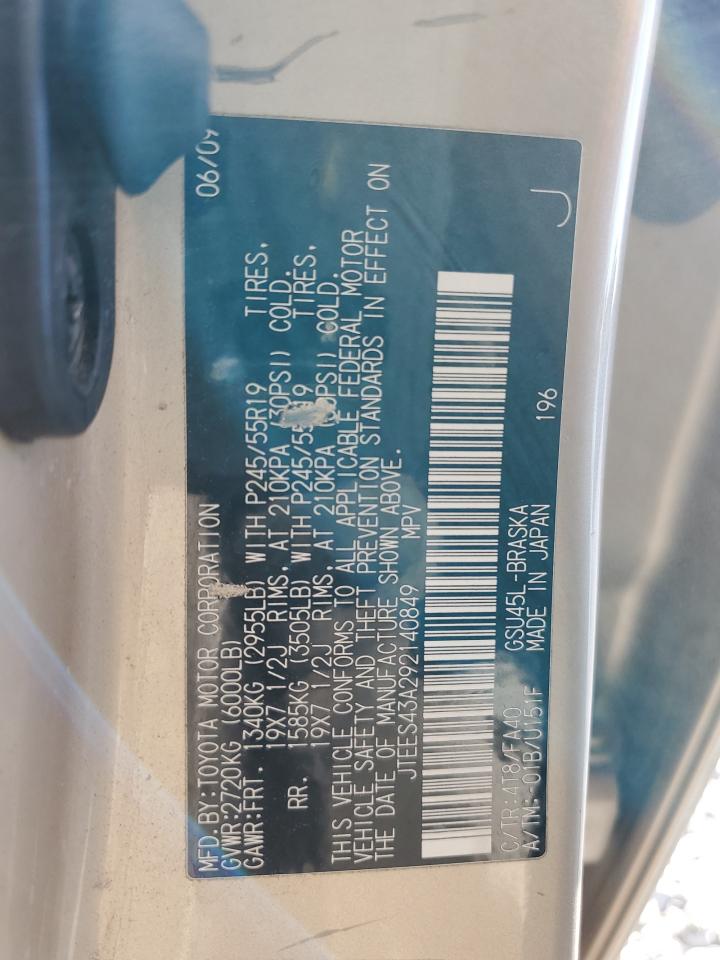 MFD.BY:TOYOTA MOTOR CORPORATION 06/09
GVWR:2720KG (6000LB)
GAWR:FRT. 1340KG (2955LB) WITH P245/55R19 TIRES,
19X7 1/2J RIMS, AT 210KPA (30PSI) COLD.
RR. 1585KG (3505LB) WITH P245/55R19 TIRES,
19X7 1/2J RIMS, AT 210KPA (30PSI) COLD.
THIS VEHICLE CONFORMS TO ALL APPLICABLE FEDERAL MOTOR
VEHICLE SAFETY AND THEFT PREVENTION STANDARDS IN EFFECT ON
THE DATE OF MANUFACTURE SHOWN ABOVE.
JTEES43A292140849 MPV
C/TR:4T8/FA40 GSU45L-BRASKA
A/TM:-01B/U151F MADE IN JAPAN 196
J